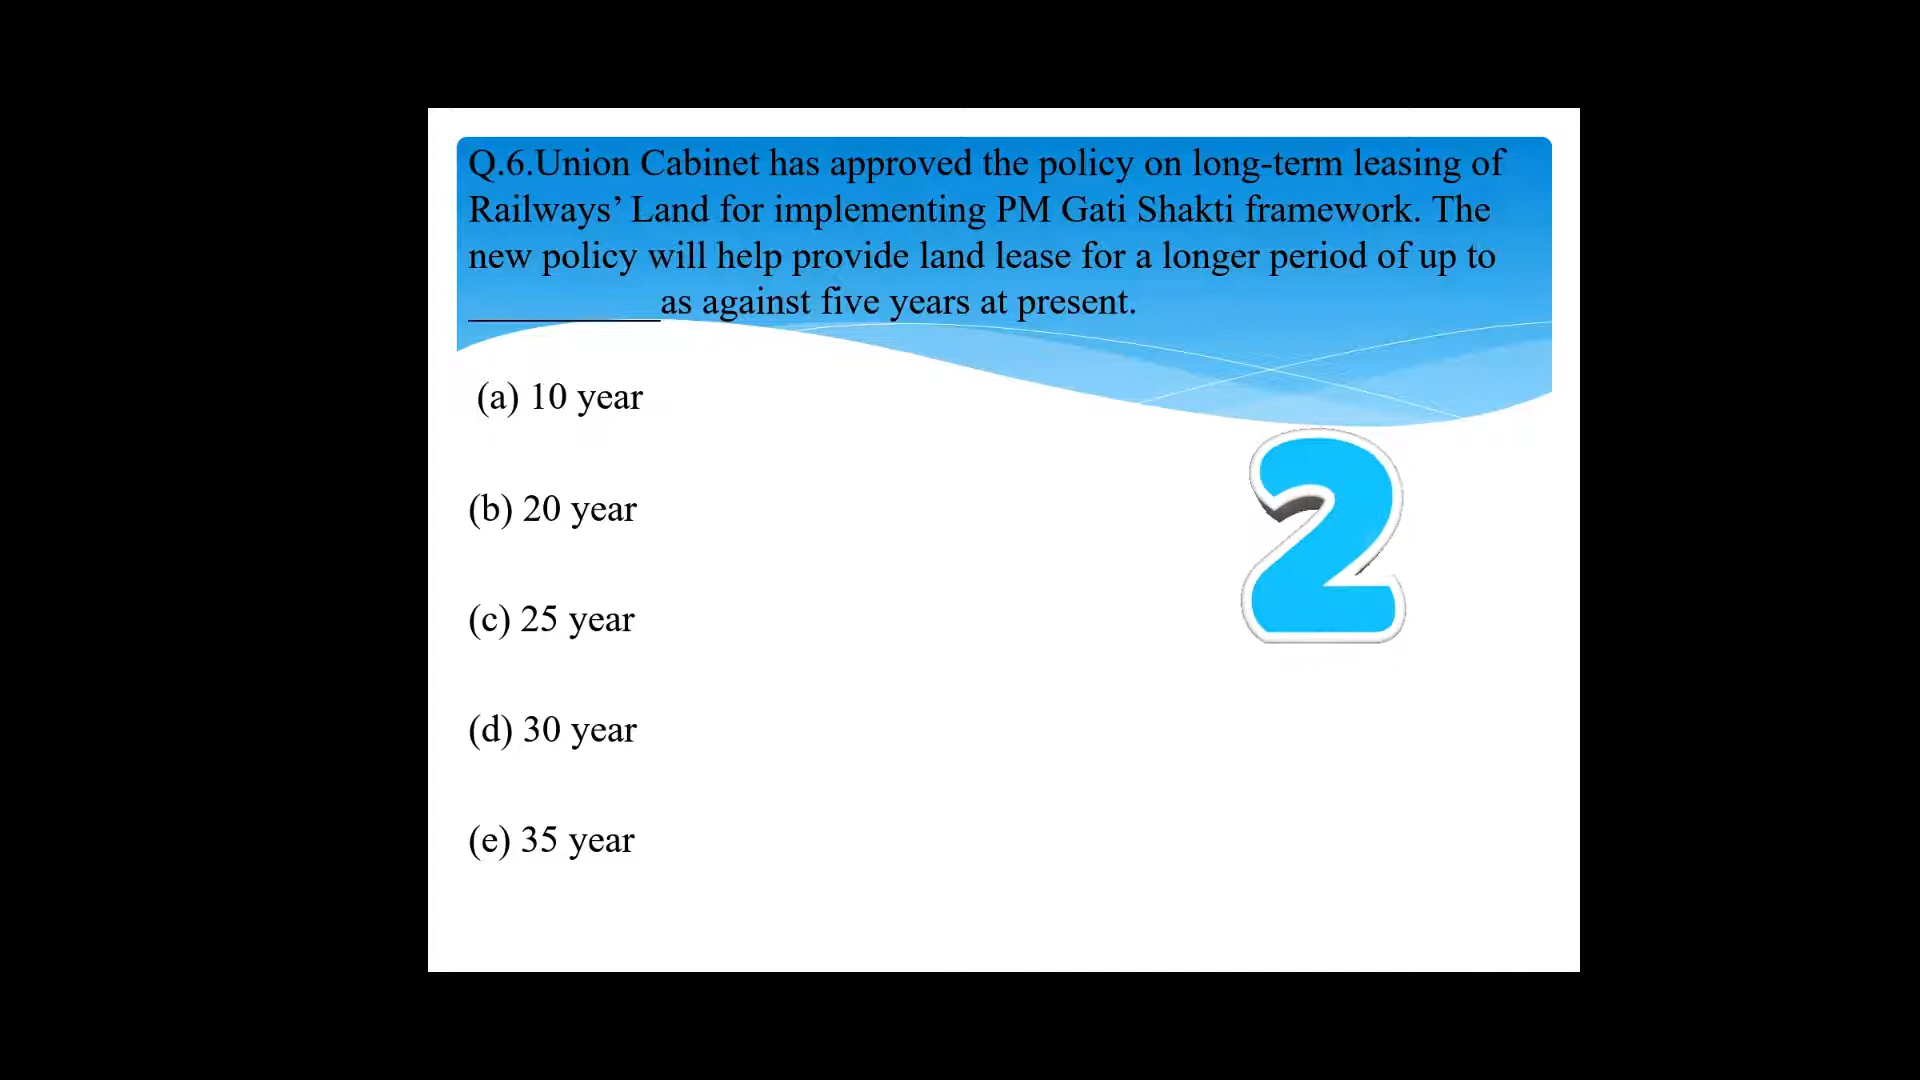 Q.6.Union Cabinet has approved the policy on long-term leasing of
Railways’ Land for implementing PM Gati Shakti framework. The
new policy will help provide land lease for a longer period of up to
__________as against five years at present.
(a) 10 year
(b) 20 year
2
(c) 25 year
(d) 30 year
(e) 35 year